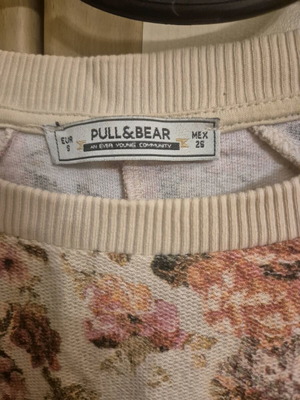 EUR
S
PULL&BEAR
AN EVER YOUNG COMMUNITY
MEX
26